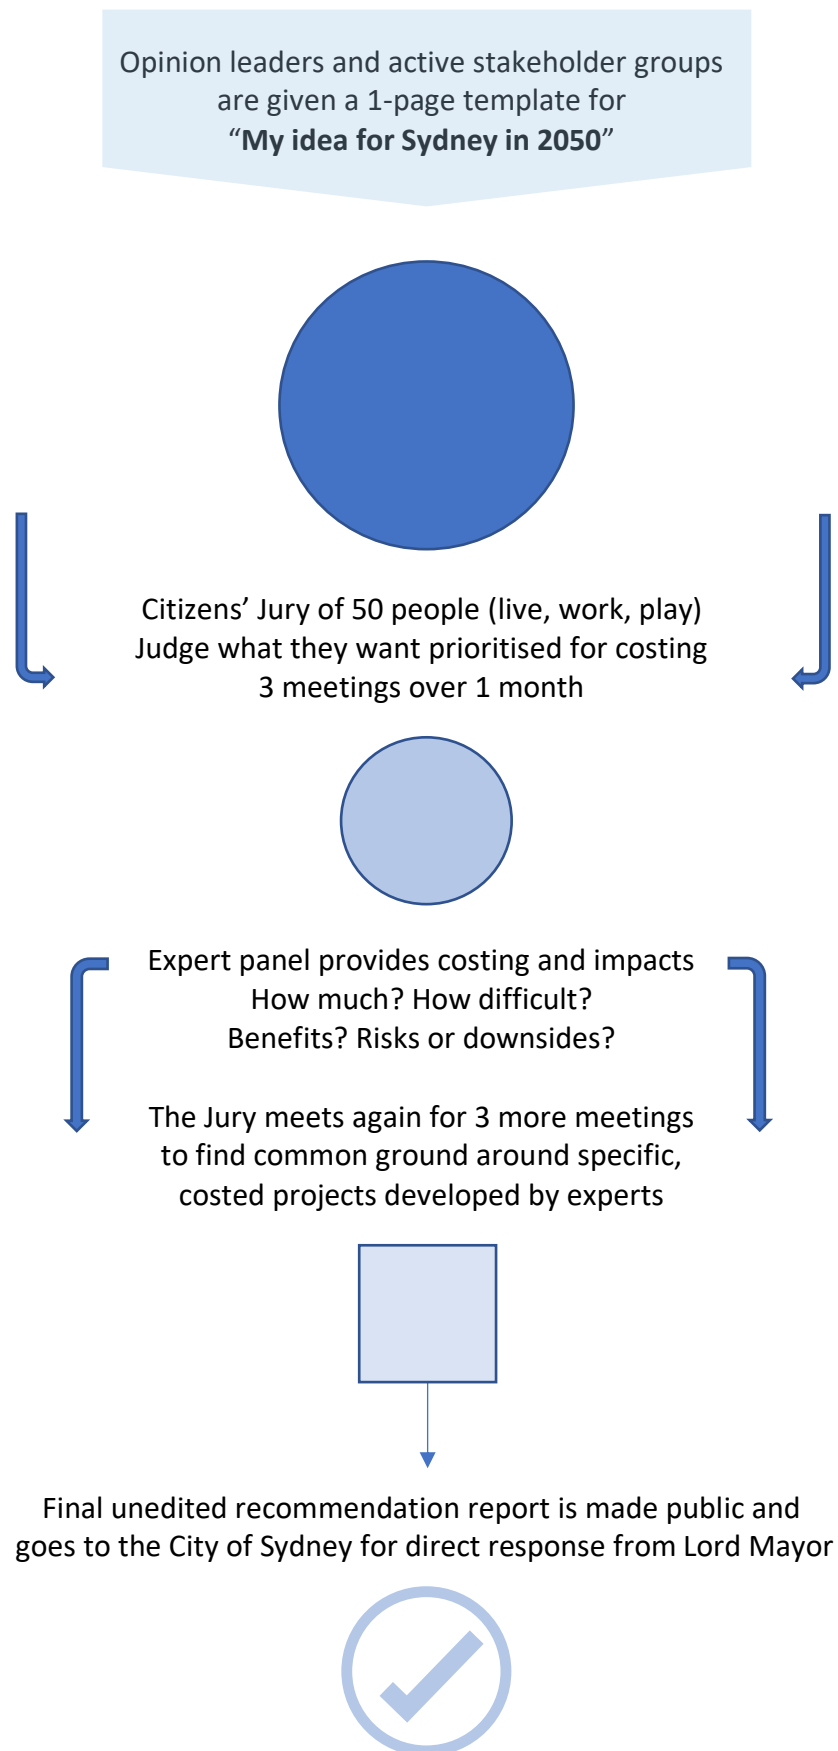 Opinion leaders and active stakeholder groups
are given a 1-page template for
“My idea for Sydney in 2050”
Citizens’ Jury of 50 people (live, work, play)
Judge what they want prioritised for costing
3 meetings over 1 month
Expert panel provides costing and impacts
How much? How difficult?
Benefits? Risks or downsides?
The Jury meets again for 3 more meetings
to find common ground around specific,
costed projects developed by experts
Final unedited recommendation report is made public and
goes to the City of Sydney for direct response from Lord Mayor